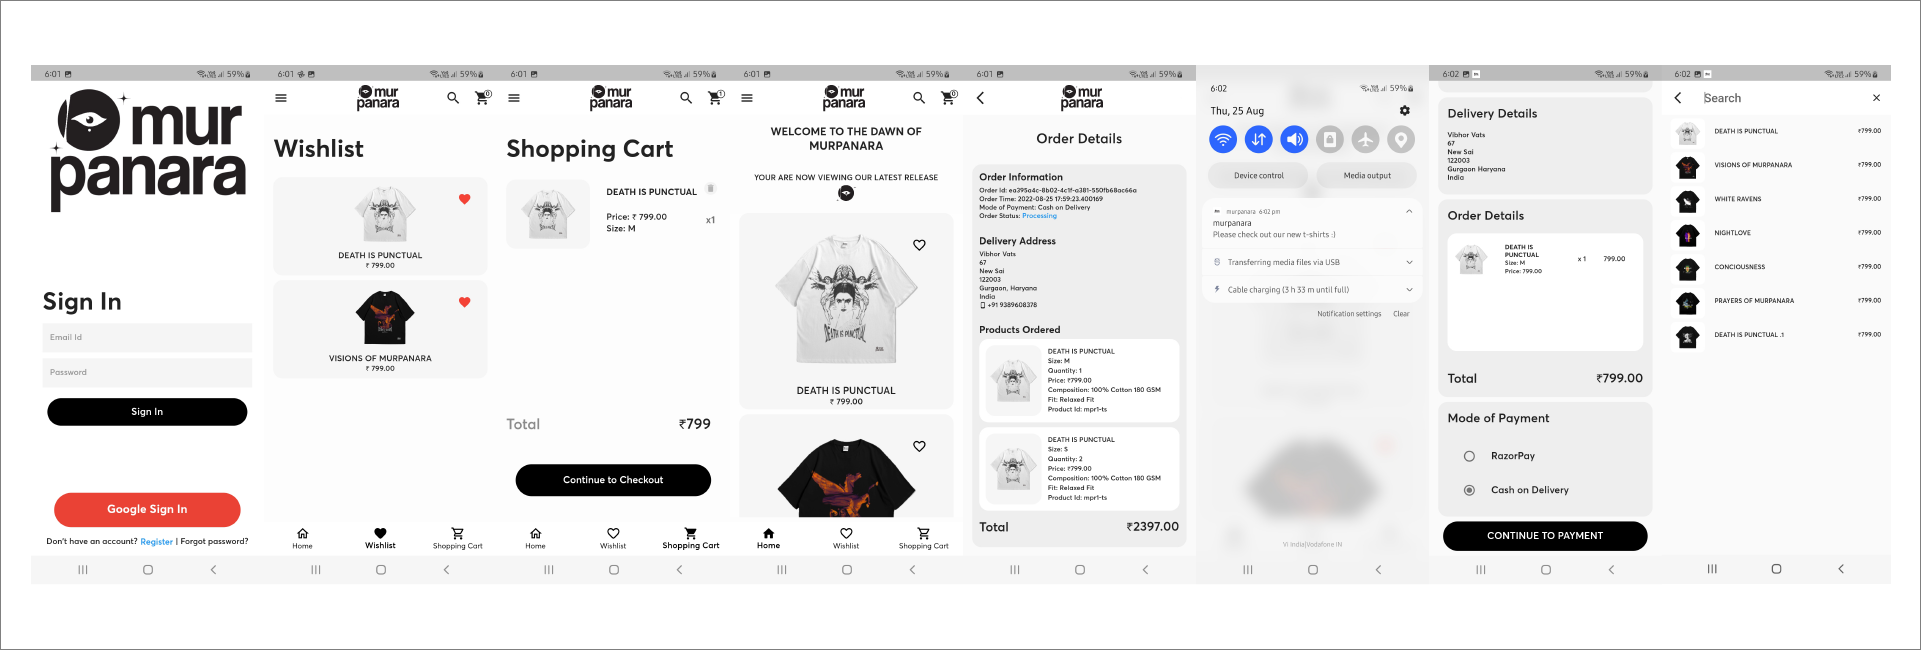 6:01
59%
mur
panara
Sign In
Email Id
Password
Sign In
Google Sign In
Don't have an account? Register | Forgot password?
6:01
59%
mur
panara
0
Wishlist
DEATH IS PUNCTUAL
₹ 799.00
VISIONS OF MURPANARA
₹ 799.00
Home
Wishlist
Shopping Cart
6:01
59%
mur
panara
1
Shopping Cart
DEATH IS PUNCTUAL
Price: ₹ 799.00
x1
Size: M
Total
₹799
Continue to Checkout
Home
Wishlist
Shopping Cart
6:01
59%
mur
panara
0
WELCOME TO THE DAWN OF
MURPANARA
YOUR ARE NOW VIEWING OUR LATEST RELEASE
DEATH IS PUNCTUAL
DEATH IS PUNCTUAL
₹ 799.00
Home
Wishlist
Shopping Cart
6:01
59%
mur
panara
Order Details
Order Information
Order Id: ea395a4c-8b02-4c1f-a381-550fb68ac66a
Order Time: 2022-08-25 17:59:23.400169
Mode of Payment: Cash on Delivery
Order Status: Processing
Delivery Address
Vibhor Vats
67
New Sai
122003
Gurgaon, Haryana
India
+91 9389608378
Products Ordered
DEATH IS PUNCTUAL
Size: M
Quantity: 1
Price: ₹799.00
Composition: 100% Cotton 180 GSM
Fit: Relaxed Fit
Product Id: mpr1-ts
DEATH IS PUNCTUAL
Size: S
Quantity: 2
Price: ₹799.00
Composition: 100% Cotton 180 GSM
Fit: Relaxed Fit
Product Id: mpr1-ts
Total
₹2397.00
6:02
59%
Thu, 25 Aug
Device control
Media output
murpanara 6:02 pm
murpanara
Please check out our new t-shirts :)
Transferring media files via USB
Cable charging (3 h 33 m until full)
Notification settings
Clear
Vi India|Vodafone IN
6:02
59%
Delivery Details
Vibhor Vats
67
New Sai
122003
Gurgaon Haryana
India
Order Details
DEATH IS
PUNCTUAL
Size: M
Price: 799.00
x 1
799.00
Total
₹799.00
Mode of Payment
RazorPay
Cash on Delivery
CONTINUE TO PAYMENT
6:02
59%
Search
DEATH IS PUNCTUAL
₹799.00
VISIONS OF MURPANARA
₹799.00
WHITE RAVENS
₹799.00
NIGHTLOVE
₹799.00
CONCIOUSNESS
₹799.00
PRAYERS OF MURPANARA
₹799.00
DEATH IS PUNCTUAL .1
₹799.00